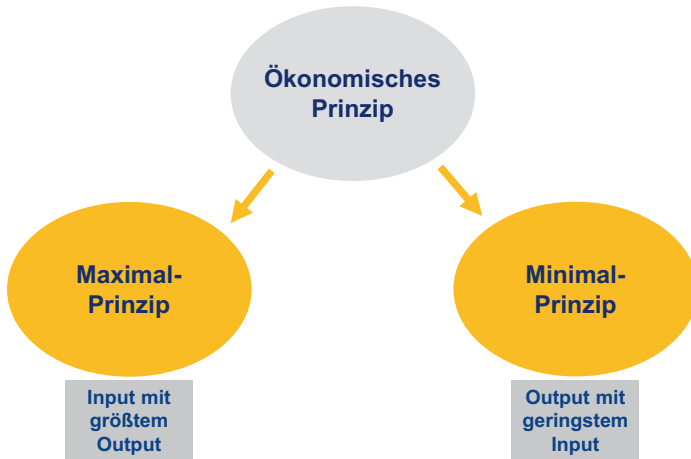 Ökonomisches
Prinzip
Maximal-
Prinzip
Minimal-
Prinzip
Input mit
größtem
Output
Output mit
geringstem
Input